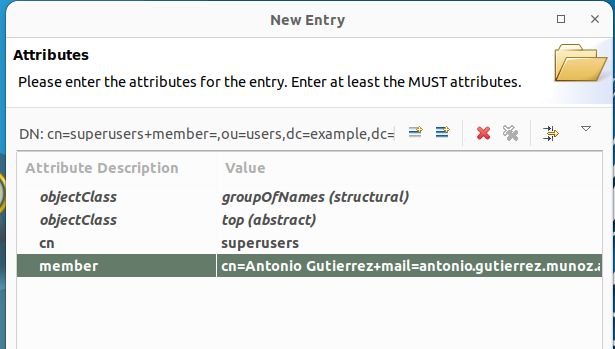 New Entry
Attributes
Please enter the attributes for the entry. Enter at least the MUST attributes.
DN: cn=superusers+member=,ou=users,dc=example,dc=
Attribute Description Value
objectClass groupOfNames (structural)
objectClass top (abstract)
cn superusers
member cn=Antonio Gutierrez+mail=antonio.gutierrez.munoz.a